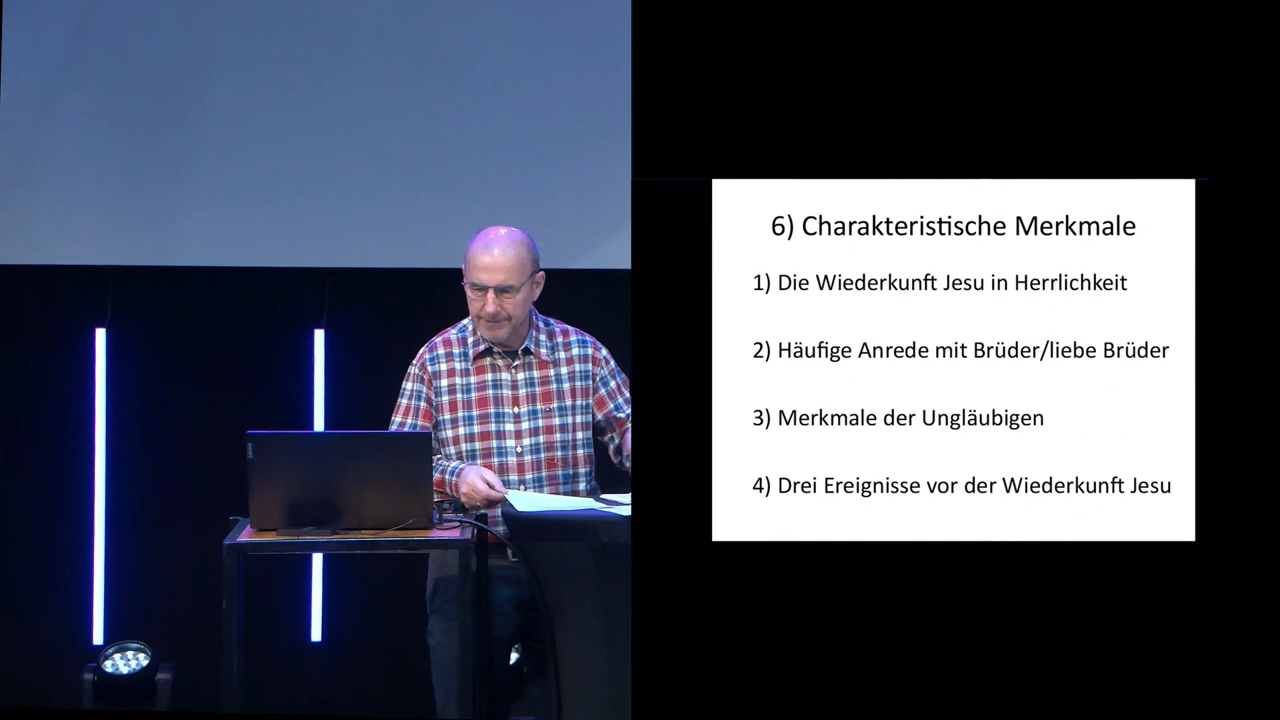 6) Charakteristische Merkmale
1) Die Wiederkunft Jesu in Herrlichkeit
2) Häufige Anrede mit Brüder/liebe Brüder
3) Merkmale der Ungläubigen
4) Drei Ereignisse vor der Wiederkunft Jesu